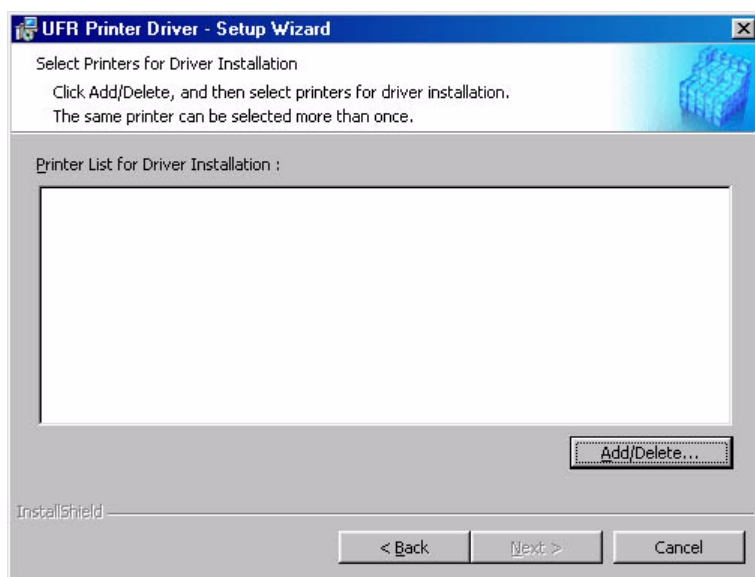 UFR Printer Driver - Setup Wizard
Select Printers for Driver Installation
Click Add/Delete, and then select printers for driver installation.
The same printer can be selected more than once.
Printer List for Driver Installation :
Add/Delete...
InstallShield
< Back
Next >
Cancel